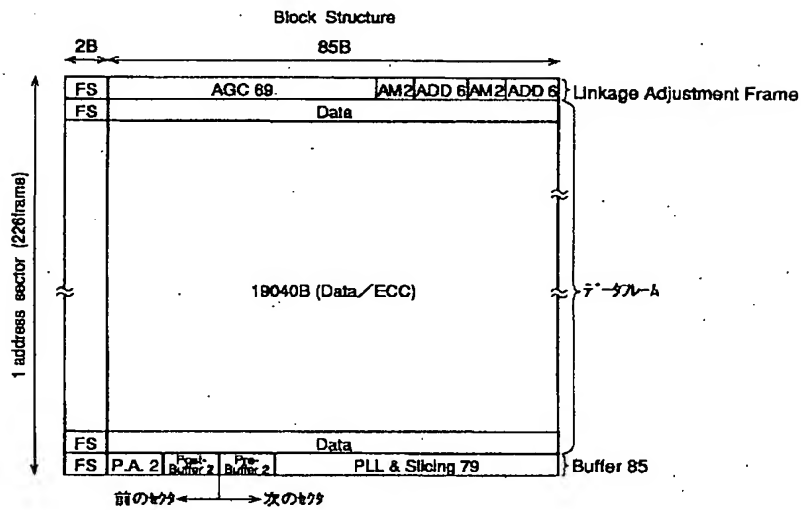 Block Structure
2B 85B
FS AGC 69. AM2 ADD 6 AM2 ADD 6 Linkage Adjustment Frame
FS Data
1 address sector (226frame)
19040B (Data/ECC)
データフレーム
FS Data
FS P.A. 2 Post-Buffer 2 Pre-Buffer 2 PLL & Slicing 79 Buffer 85
前のセクタ 次のセクタ